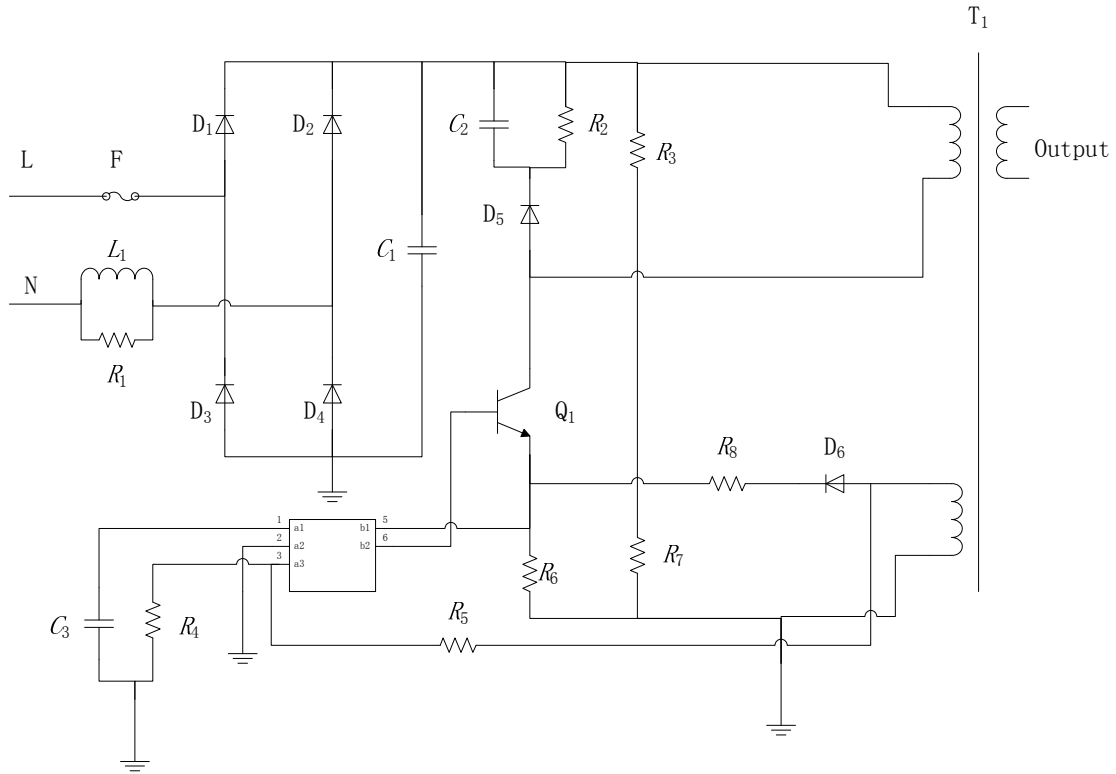 T1
D1
D2
C2
R2
R3
L
F
Output
D5
L1
C1
N
R1
D3
D4
Q1
R8
D6
1
a1
b1
5
2
a2
b2
6
3
a3
R6
R7
C3
R4
R5